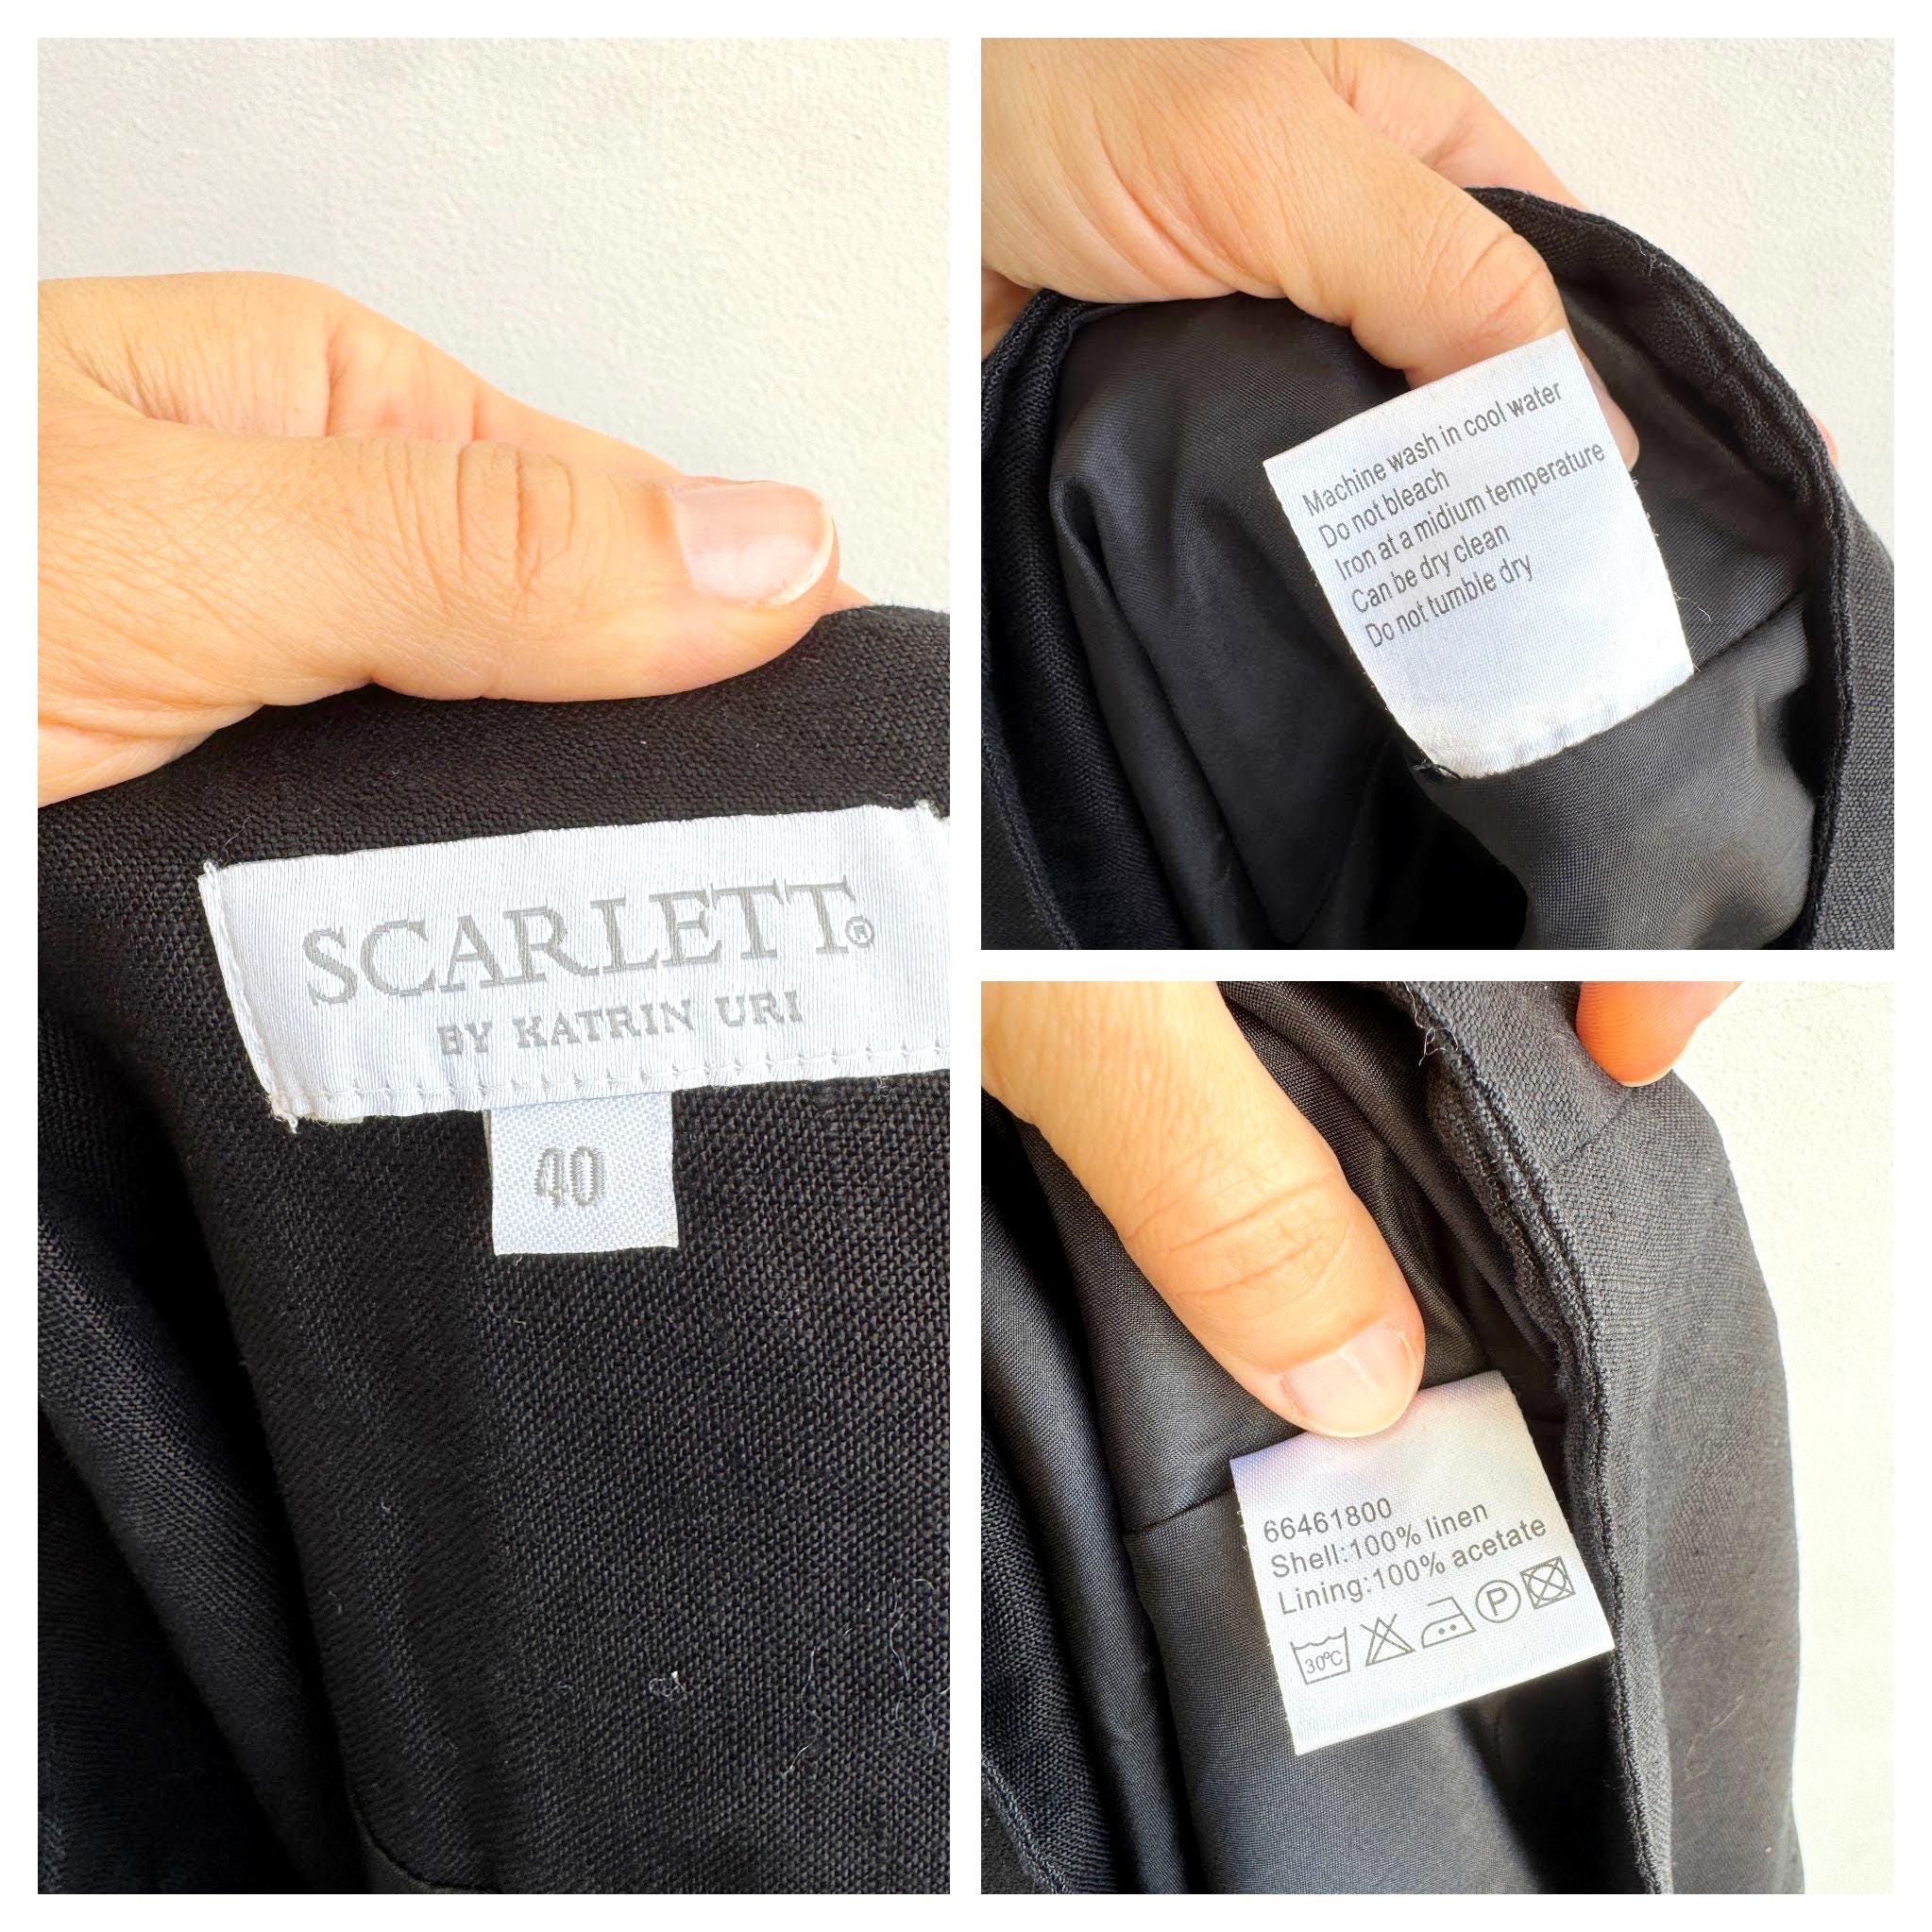 SCARLETT®
BY KATRIN URI
40
Machine wash in cool water
Do not bleach
Iron at a midium temperature
Can be dry clean
Do not tumble dry
66461800
Shell:100% linen
Lining:100% acetate
30°C
P